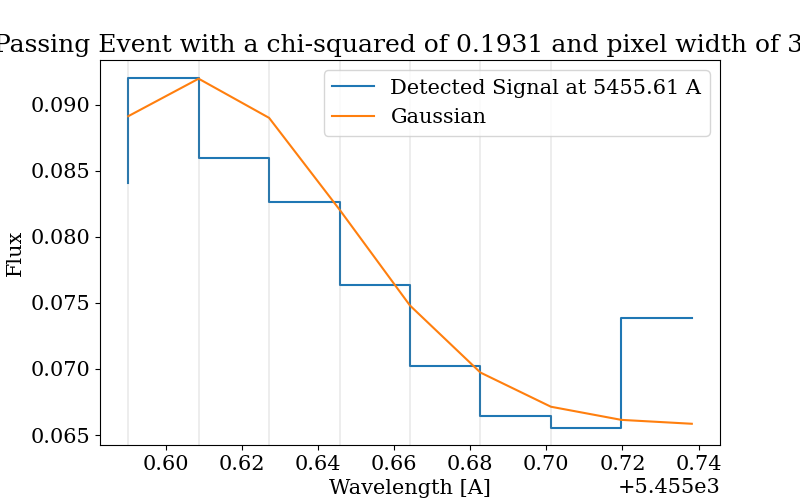 Passing Event with a chi-squared of 0.1931 and pixel width of 3
Detected Signal at 5455.61 A
Gaussian
0.090
0.085
0.080
0.075
0.070
0.065
Flux
0.60 0.62 0.64 0.66 0.68 0.70 0.72 0.74
Wavelength [A]
+5.455e3